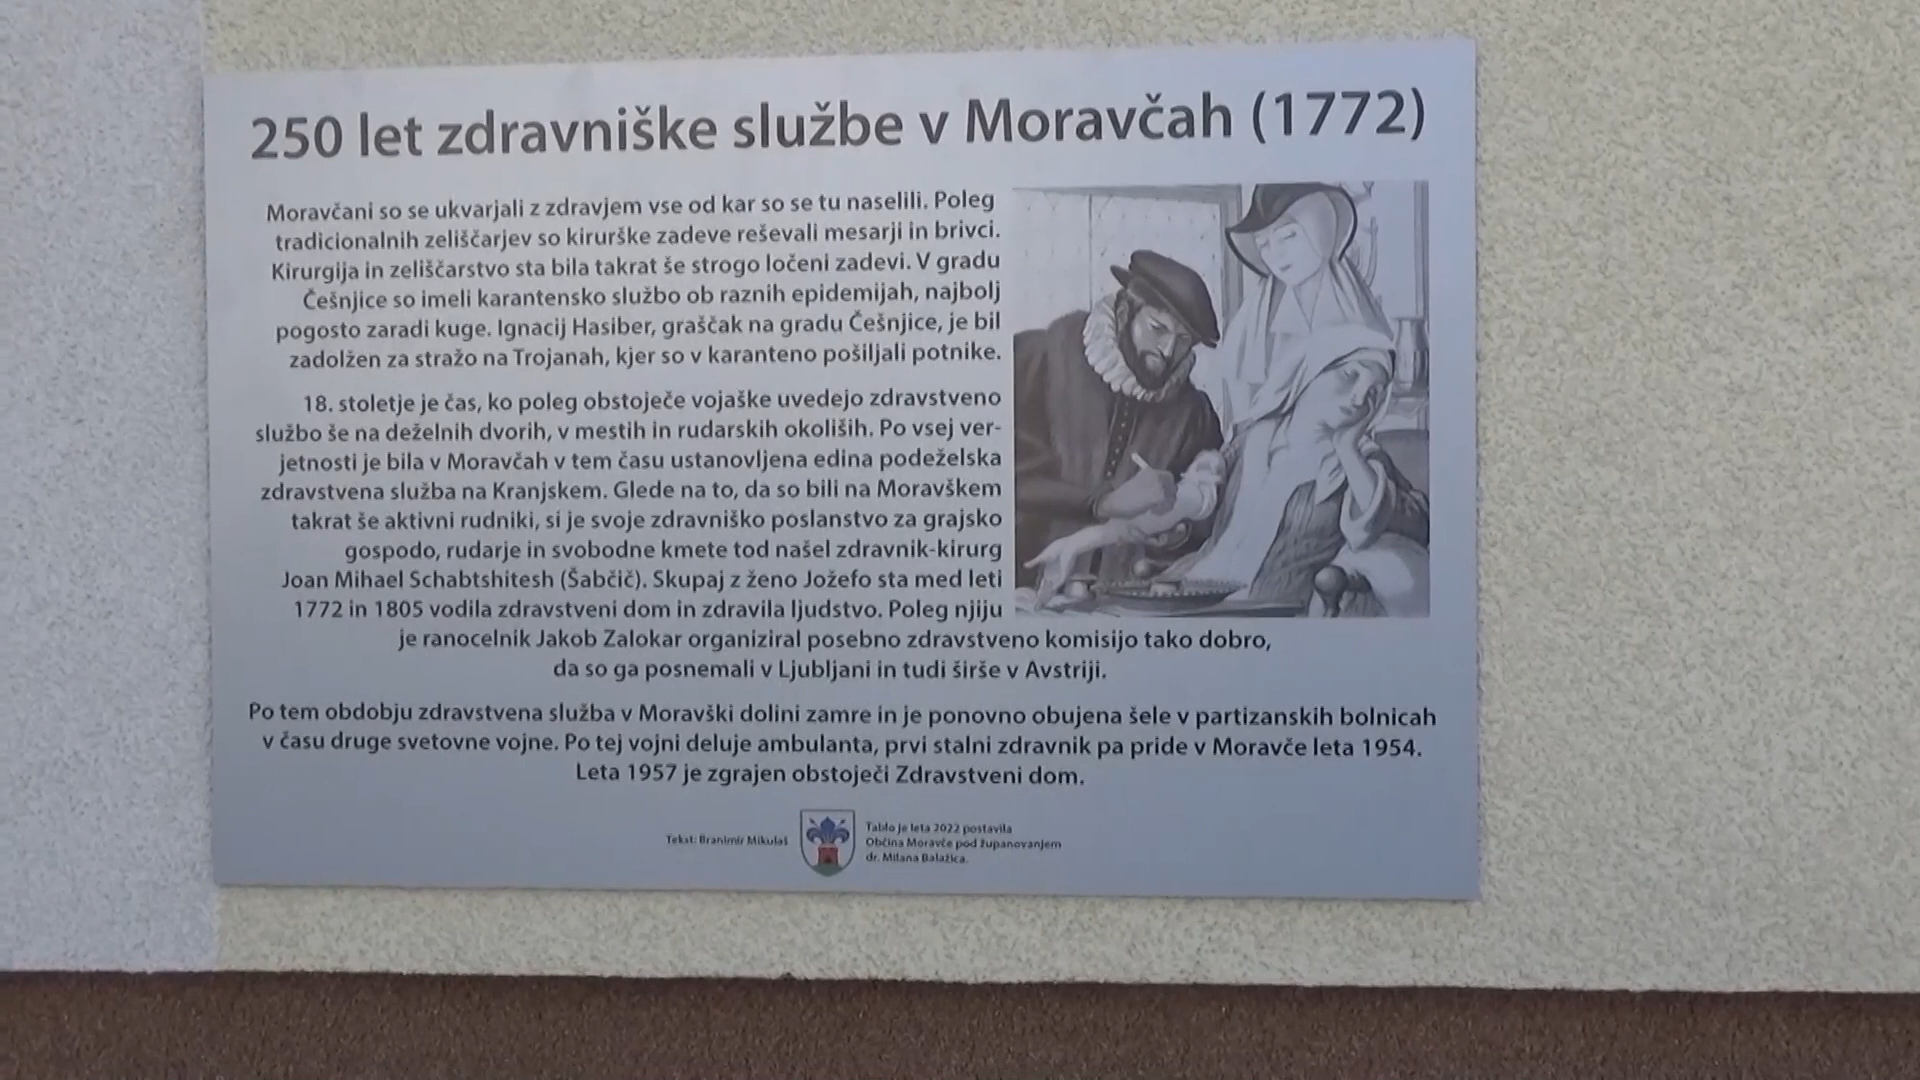 250 let zdravniške službe v Moravčah (1772)
Moravčani so se ukvarjali z zdravjem vse od kar so se tu naselili. Poleg
tradicionalnih zeliščarjev so kirurške zadeve reševali mesarji in brivci.
Kirurgija in zeliščarstvo sta bila takrat še strogo ločeni zadevi. V gradu
Češnjice so imeli karantensko službo ob raznih epidemijah, najbolj
pogosto zaradi kuge. Ignacij Hasiber, graščak na gradu Češnjice, je bil
zadolžen za stražo na Trojanah, kjer so v karanteno pošiljali potnike.
18. stoletje je čas, ko poleg obstoječe vojaške uvedejo zdravstveno
službo še na deželnih dvorih, v mestih in rudarskih okoliših. Po vsej ver-
jetnosti je bila v Moravčah v tem času ustanovljena edina podeželska
zdravstvena služba na Kranjskem. Glede na to, da so bili na Moravškem
takrat še aktivni rudniki, si je svoje zdravniško poslanstvo za grajsko
gospodo, rudarje in svobodne kmete tod našel zdravnik-kirurg
Joan Mihael Schabtshitesh (Šabčič). Skupaj z ženo Jožefo sta med leti
1772 in 1805 vodila zdravstveni dom in zdravila ljudstvo. Poleg njiju
je ranocelnik Jakob Zalokar organiziral posebno zdravstveno komisijo tako dobro,
da so ga posnemali v Ljubljani in tudi širše v Avstriji.
Po tem obdobju zdravstvena služba v Moravški dolini zamre in je ponovno obujena šele v partizanskih bolnicah
v času druge svetovne vojne. Po tej vojni deluje ambulanta, prvi stalni zdravnik pa pride v Moravče leta 1954.
Leta 1957 je zgrajen obstoječi Zdravstveni dom.
Tekst: Branimir Mikulaš
Tablo je leta 2022 postavila
Občina Moravče pod županovanjem
dr. Milana Balažica.